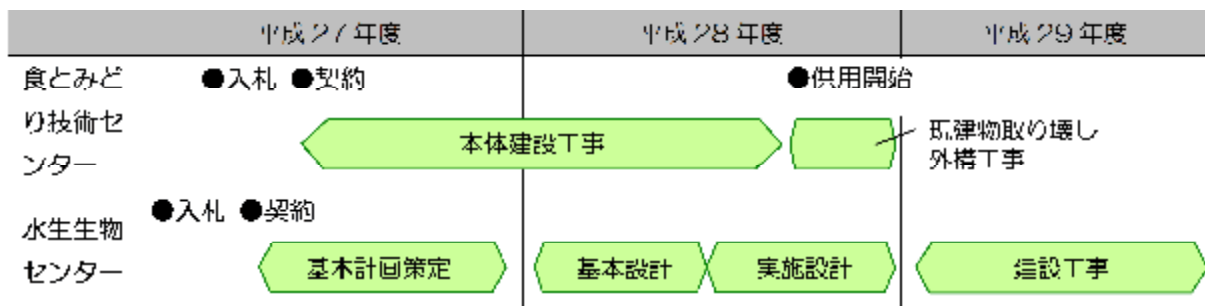 平成27年度 平成28年度 平成29年度
食とみど
り技術セ
ンター
●入札 ●契約 ●供用開始
本体建設工事
現建物取り壊し
外構工事
水生生物
センター
●入札 ●契約
基本計画策定 基本設計 実施設計 建設工事